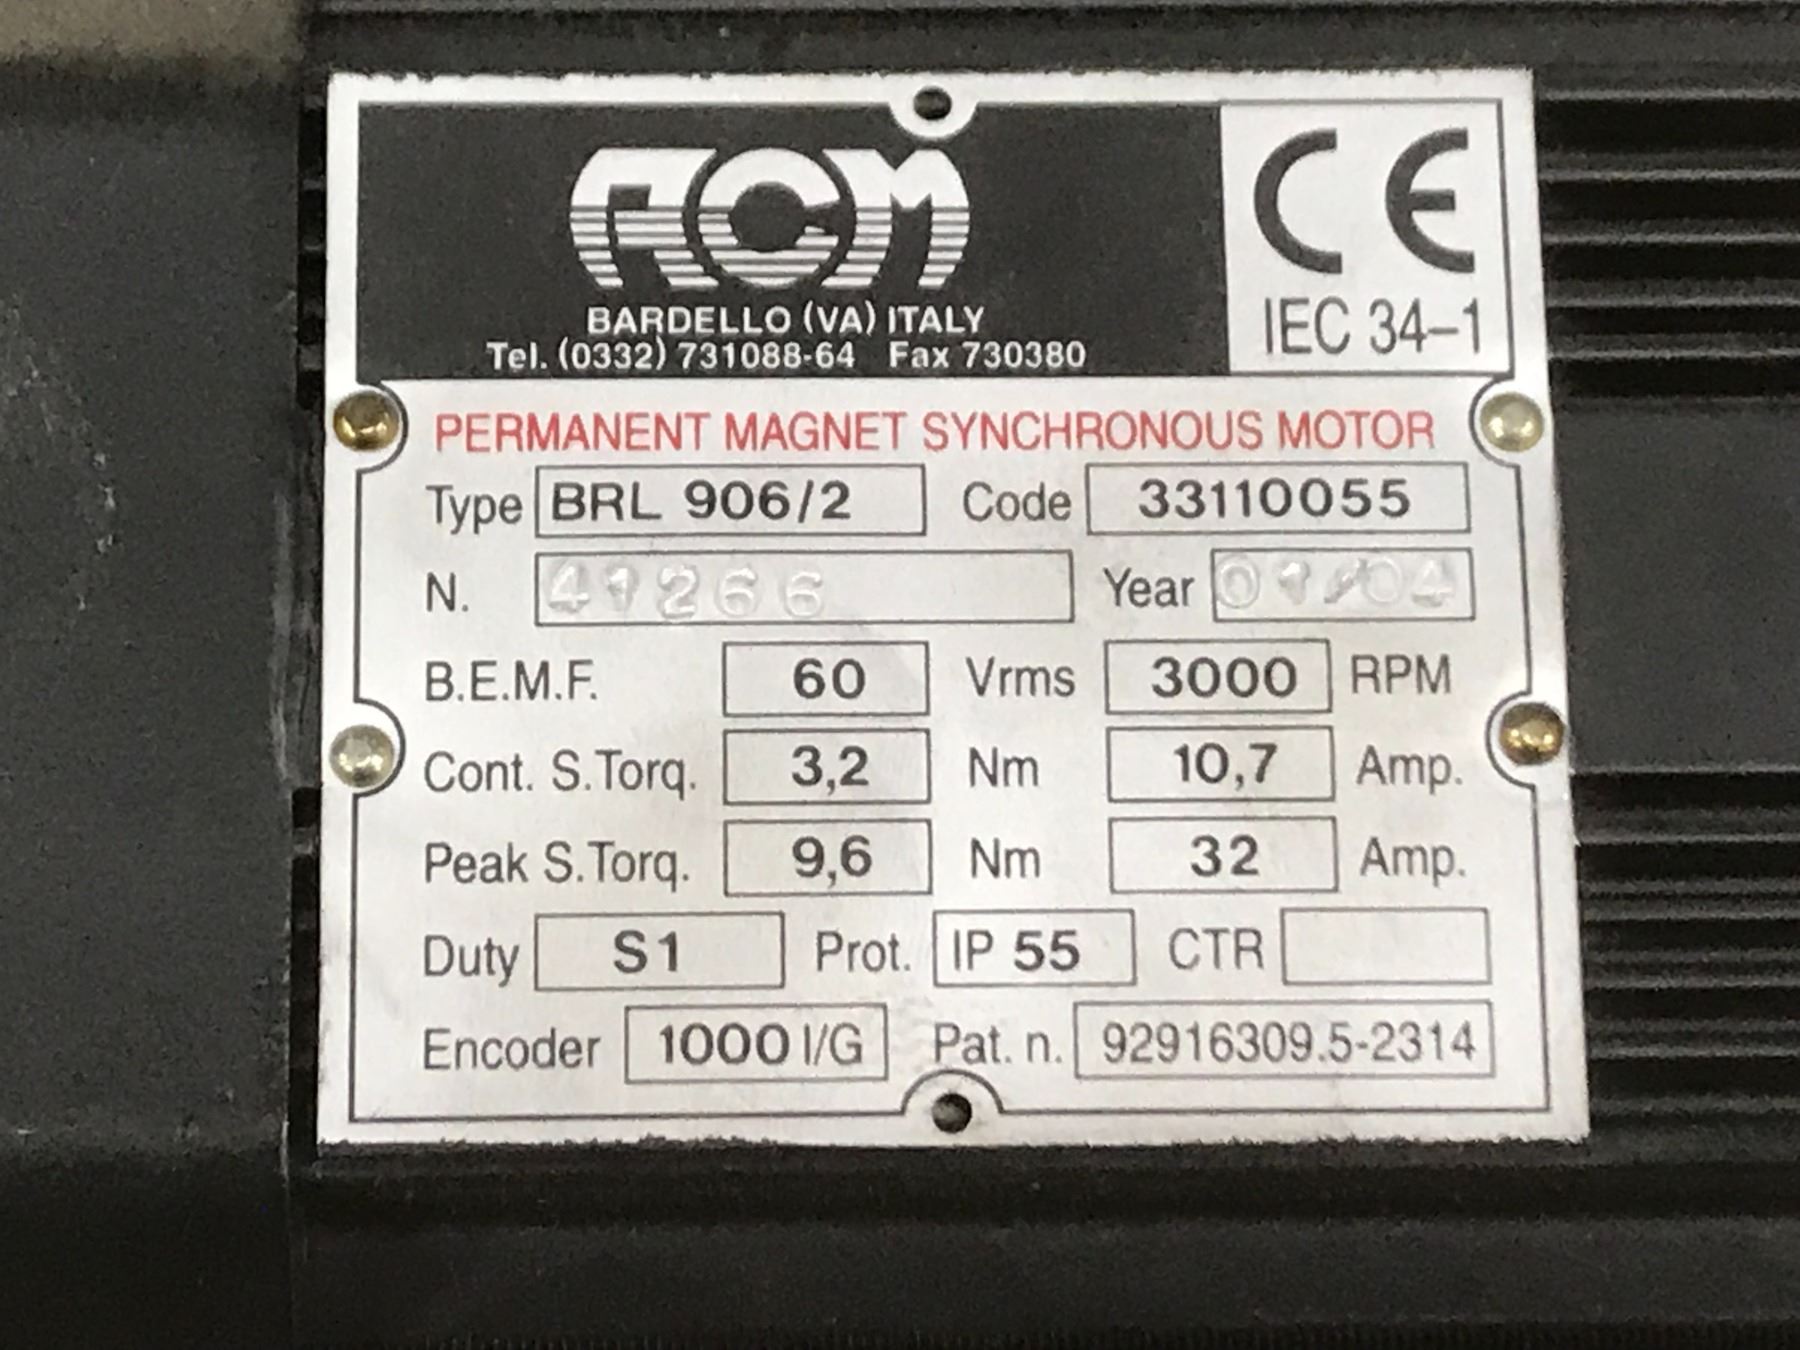 ACM
BARDELLO (VA) ITALY
Tel. (0332) 731088-64 Fax 730380
CE
IEC 34-1
PERMANENT MAGNET SYNCHRONOUS MOTOR
Type BRL 906/2 Code 33110055
N. 41266 Year 01/04
B.E.M.F. 60 Vrms 3000 RPM
Cont. S.Torq. 3,2 Nm 10,7 Amp.
Peak S.Torq. 9,6 Nm 32 Amp.
Duty S1 Prot. IP 55 CTR
Encoder 1000 I/G Pat. n. 92916309.5-2314